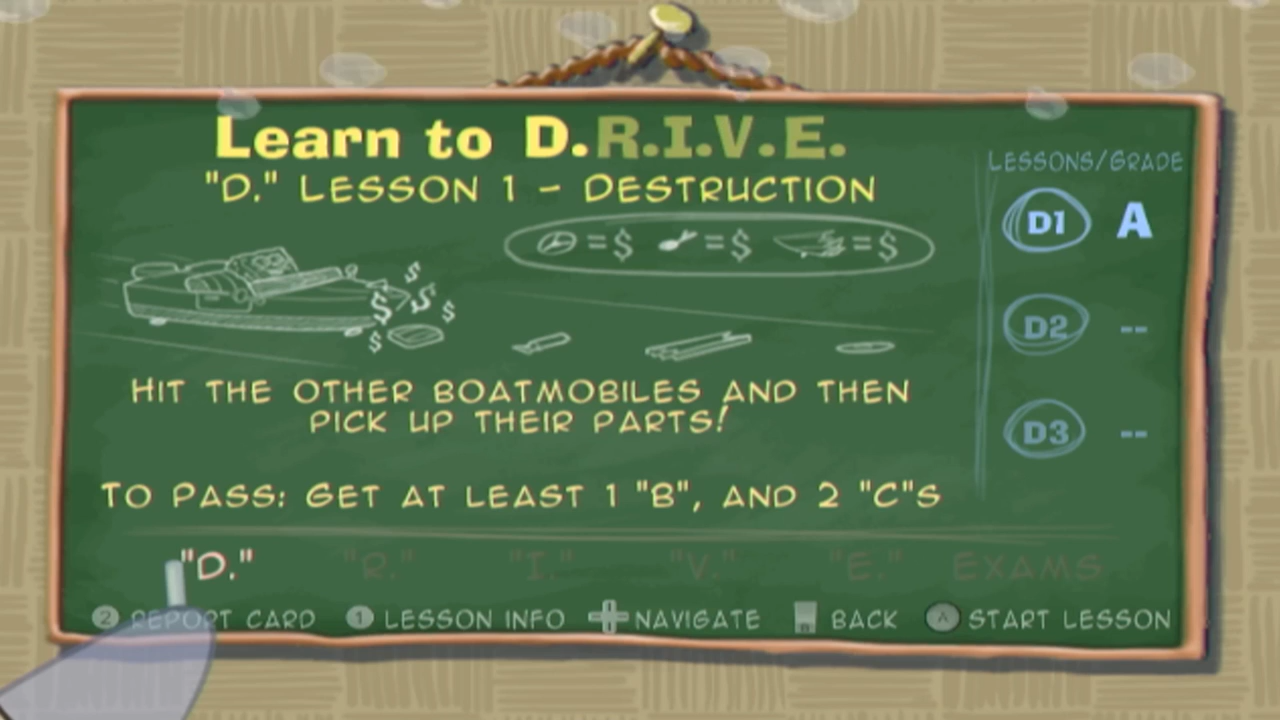 Learn to D.R.I.V.E.
"D." LESSON 1 - DESTRUCTION
LESSONS/GRADE
D1 A
= $ = $ = $
D2 --
$ $ $ $ $
D3 --
HIT THE OTHER BOATMOBILES AND THEN
PICK UP THEIR PARTS!
TO PASS: GET AT LEAST 1 "B", AND 2 "C"S
"D." "R." "I." "V." "E." EXAMS
2 REPORT CARD 1 LESSON INFO NAVIGATE BACK A START LESSON